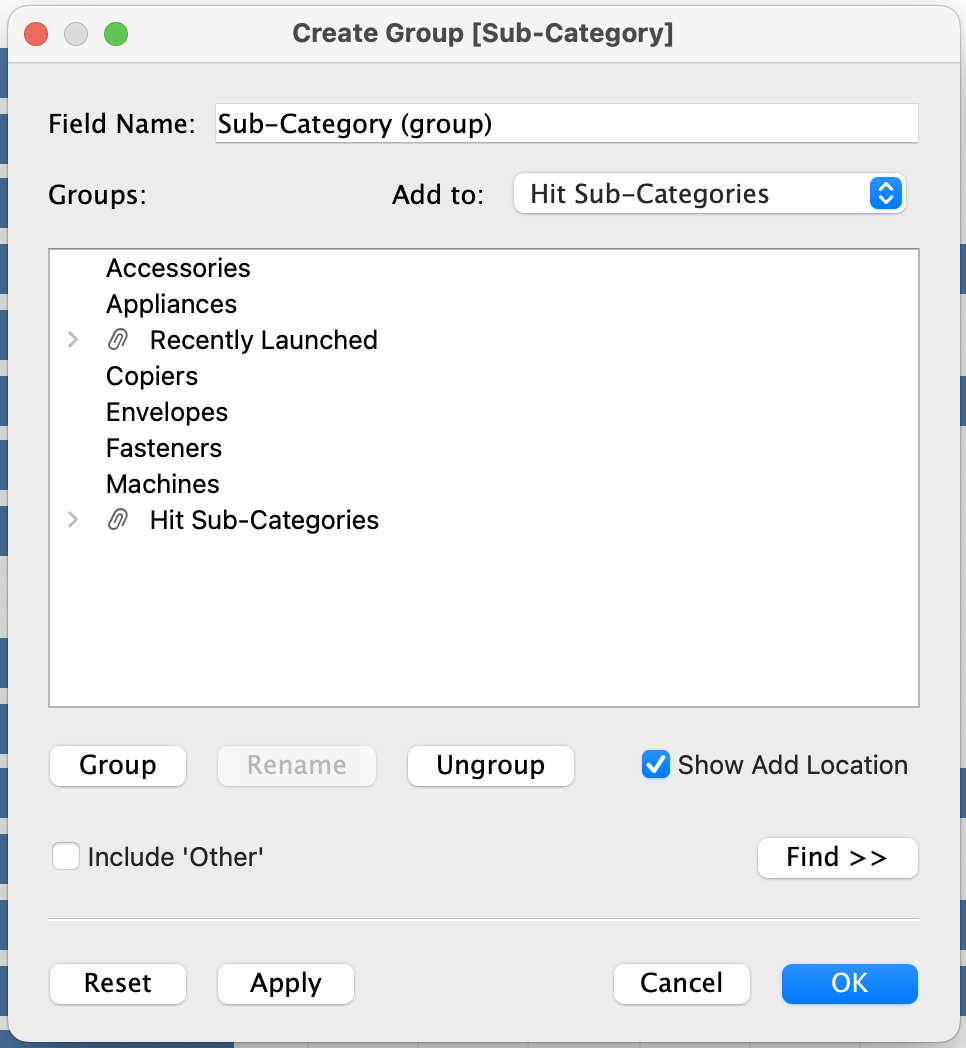 Create Group [Sub-Category]
Field Name: Sub-Category (group)
Groups: Add to: Hit Sub-Categories
Accessories
Appliances
Recently Launched
Copiers
Envelopes
Fasteners
Machines
Hit Sub-Categories
Group Rename Ungroup Show Add Location
Include 'Other' Find >>
Reset Apply Cancel OK